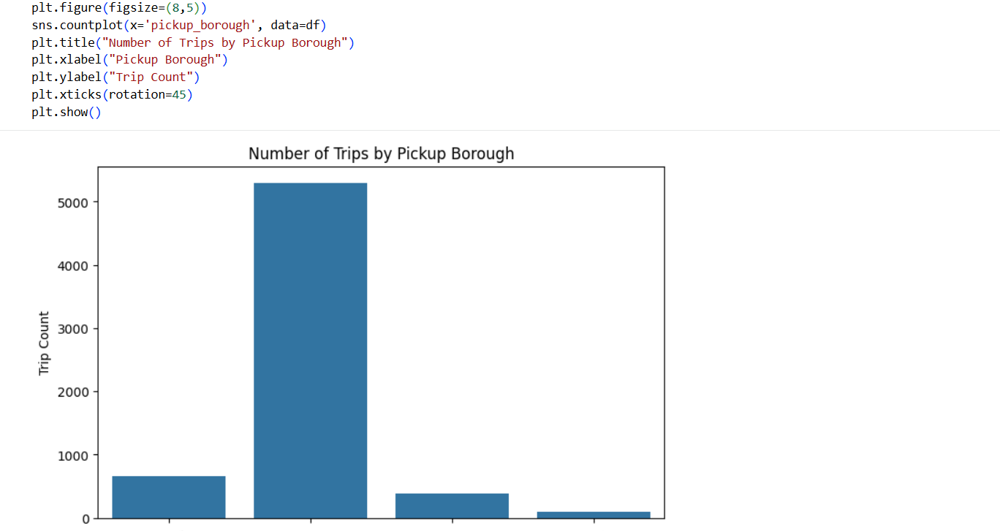 plt.figure(figsize=(8,5))
sns.countplot(x='pickup_borough', data=df)
plt.title("Number of Trips by Pickup Borough")
plt.xlabel("Pickup Borough")
plt.ylabel("Trip Count")
plt.xticks(rotation=45)
plt.show()
Number of Trips by Pickup Borough
5000
4000
3000
2000
1000
0
Trip Count